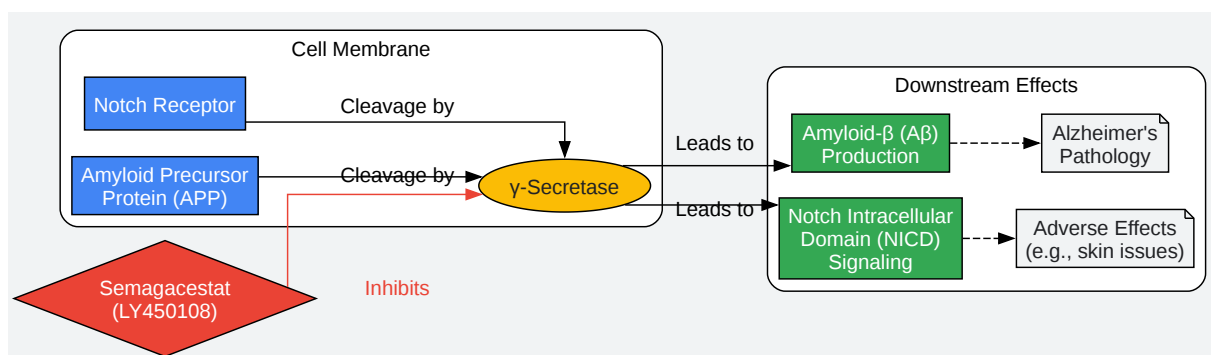 Cell Membrane
Notch Receptor
Cleavage by
Amyloid Precursor
Protein (APP)
Cleavage by
γ-Secretase
Semagacestat
(LY450108)
Inhibits
Leads to
Leads to
Downstream Effects
Amyloid-β (Aβ)
Production
Alzheimer's
Pathology
Notch Intracellular
Domain (NICD)
Signaling
Adverse Effects
(e.g., skin issues)